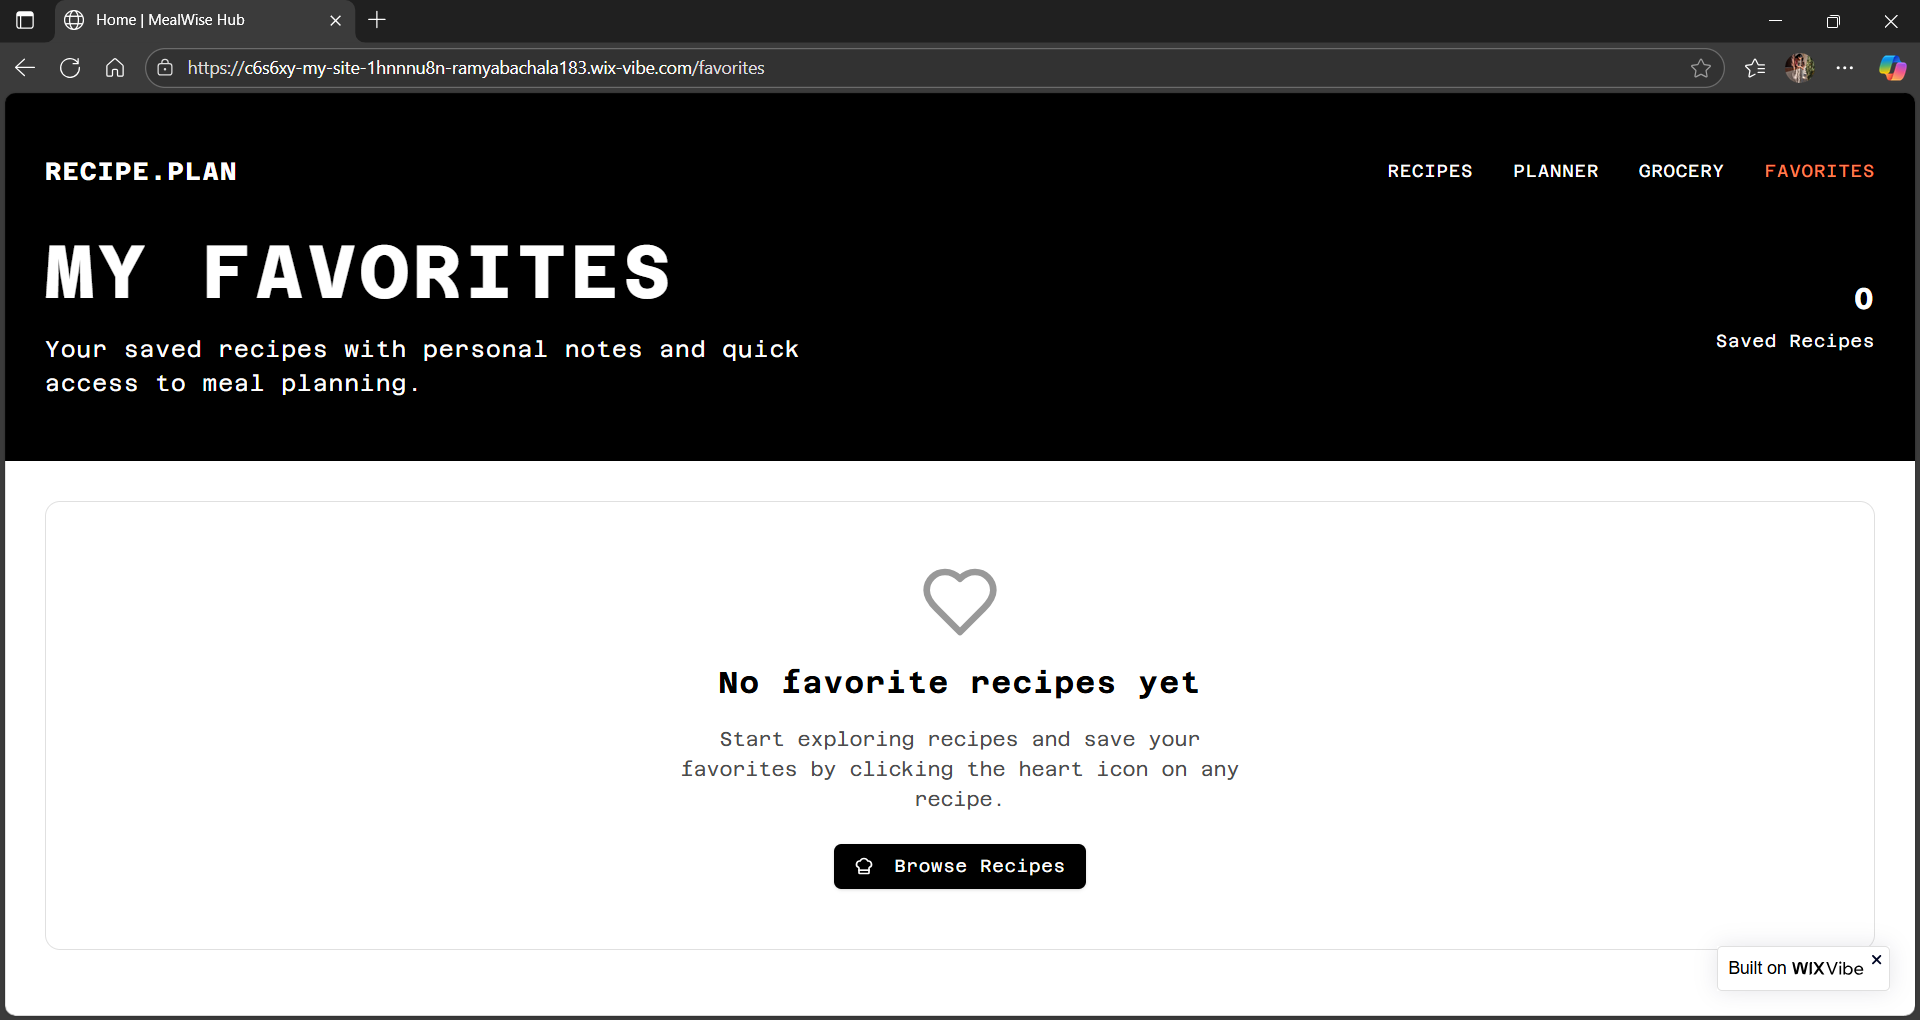 Home | MealWise Hub
https://c6s6xy-my-site-1hnnnu8n-ramyabachala183.wix-vibe.com/favorites
RECIPE.PLAN
RECIPES
PLANNER
GROCERY
FAVORITES
MY FAVORITES
Your saved recipes with personal notes and quick
access to meal planning.
0
Saved Recipes
No favorite recipes yet
Start exploring recipes and save your
favorites by clicking the heart icon on any
recipe.
Browse Recipes
Built on WIX Vibe